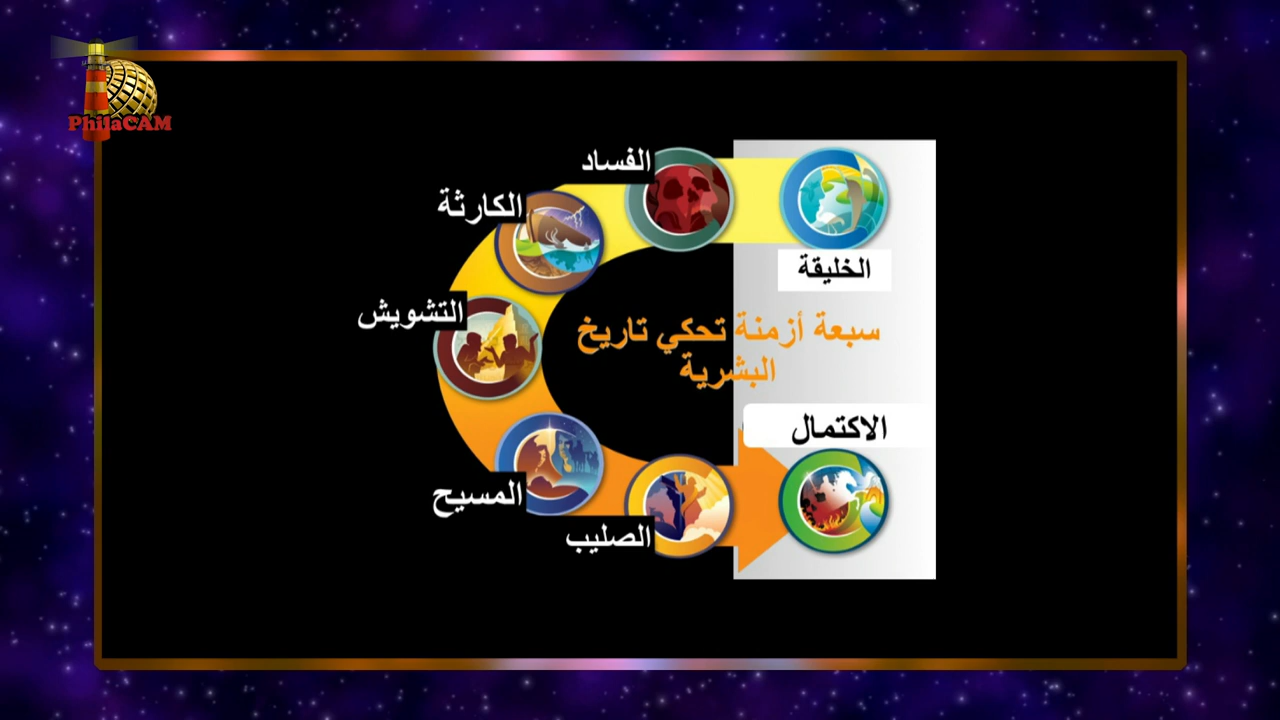 PhilaCAM
الفساد
الكارثة
الخليقة
التشويش
سبعة أزمنة تحكي تاريخ
البشرية
الاكتمال
المسيح
الصليب